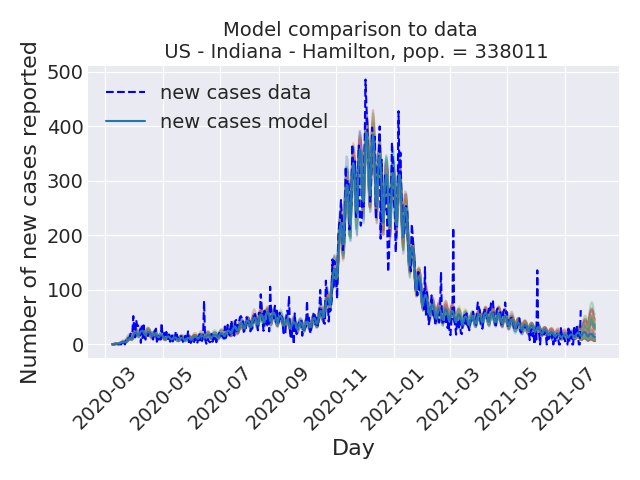 Model comparison to data
US - Indiana - Hamilton, pop. = 338011
Number of new cases reported
500
400
300
200
100
0
new cases data
new cases model
2020-03
2020-05
2020-07
2020-09
2020-11
2021-01
2021-03
2021-05
2021-07
Day